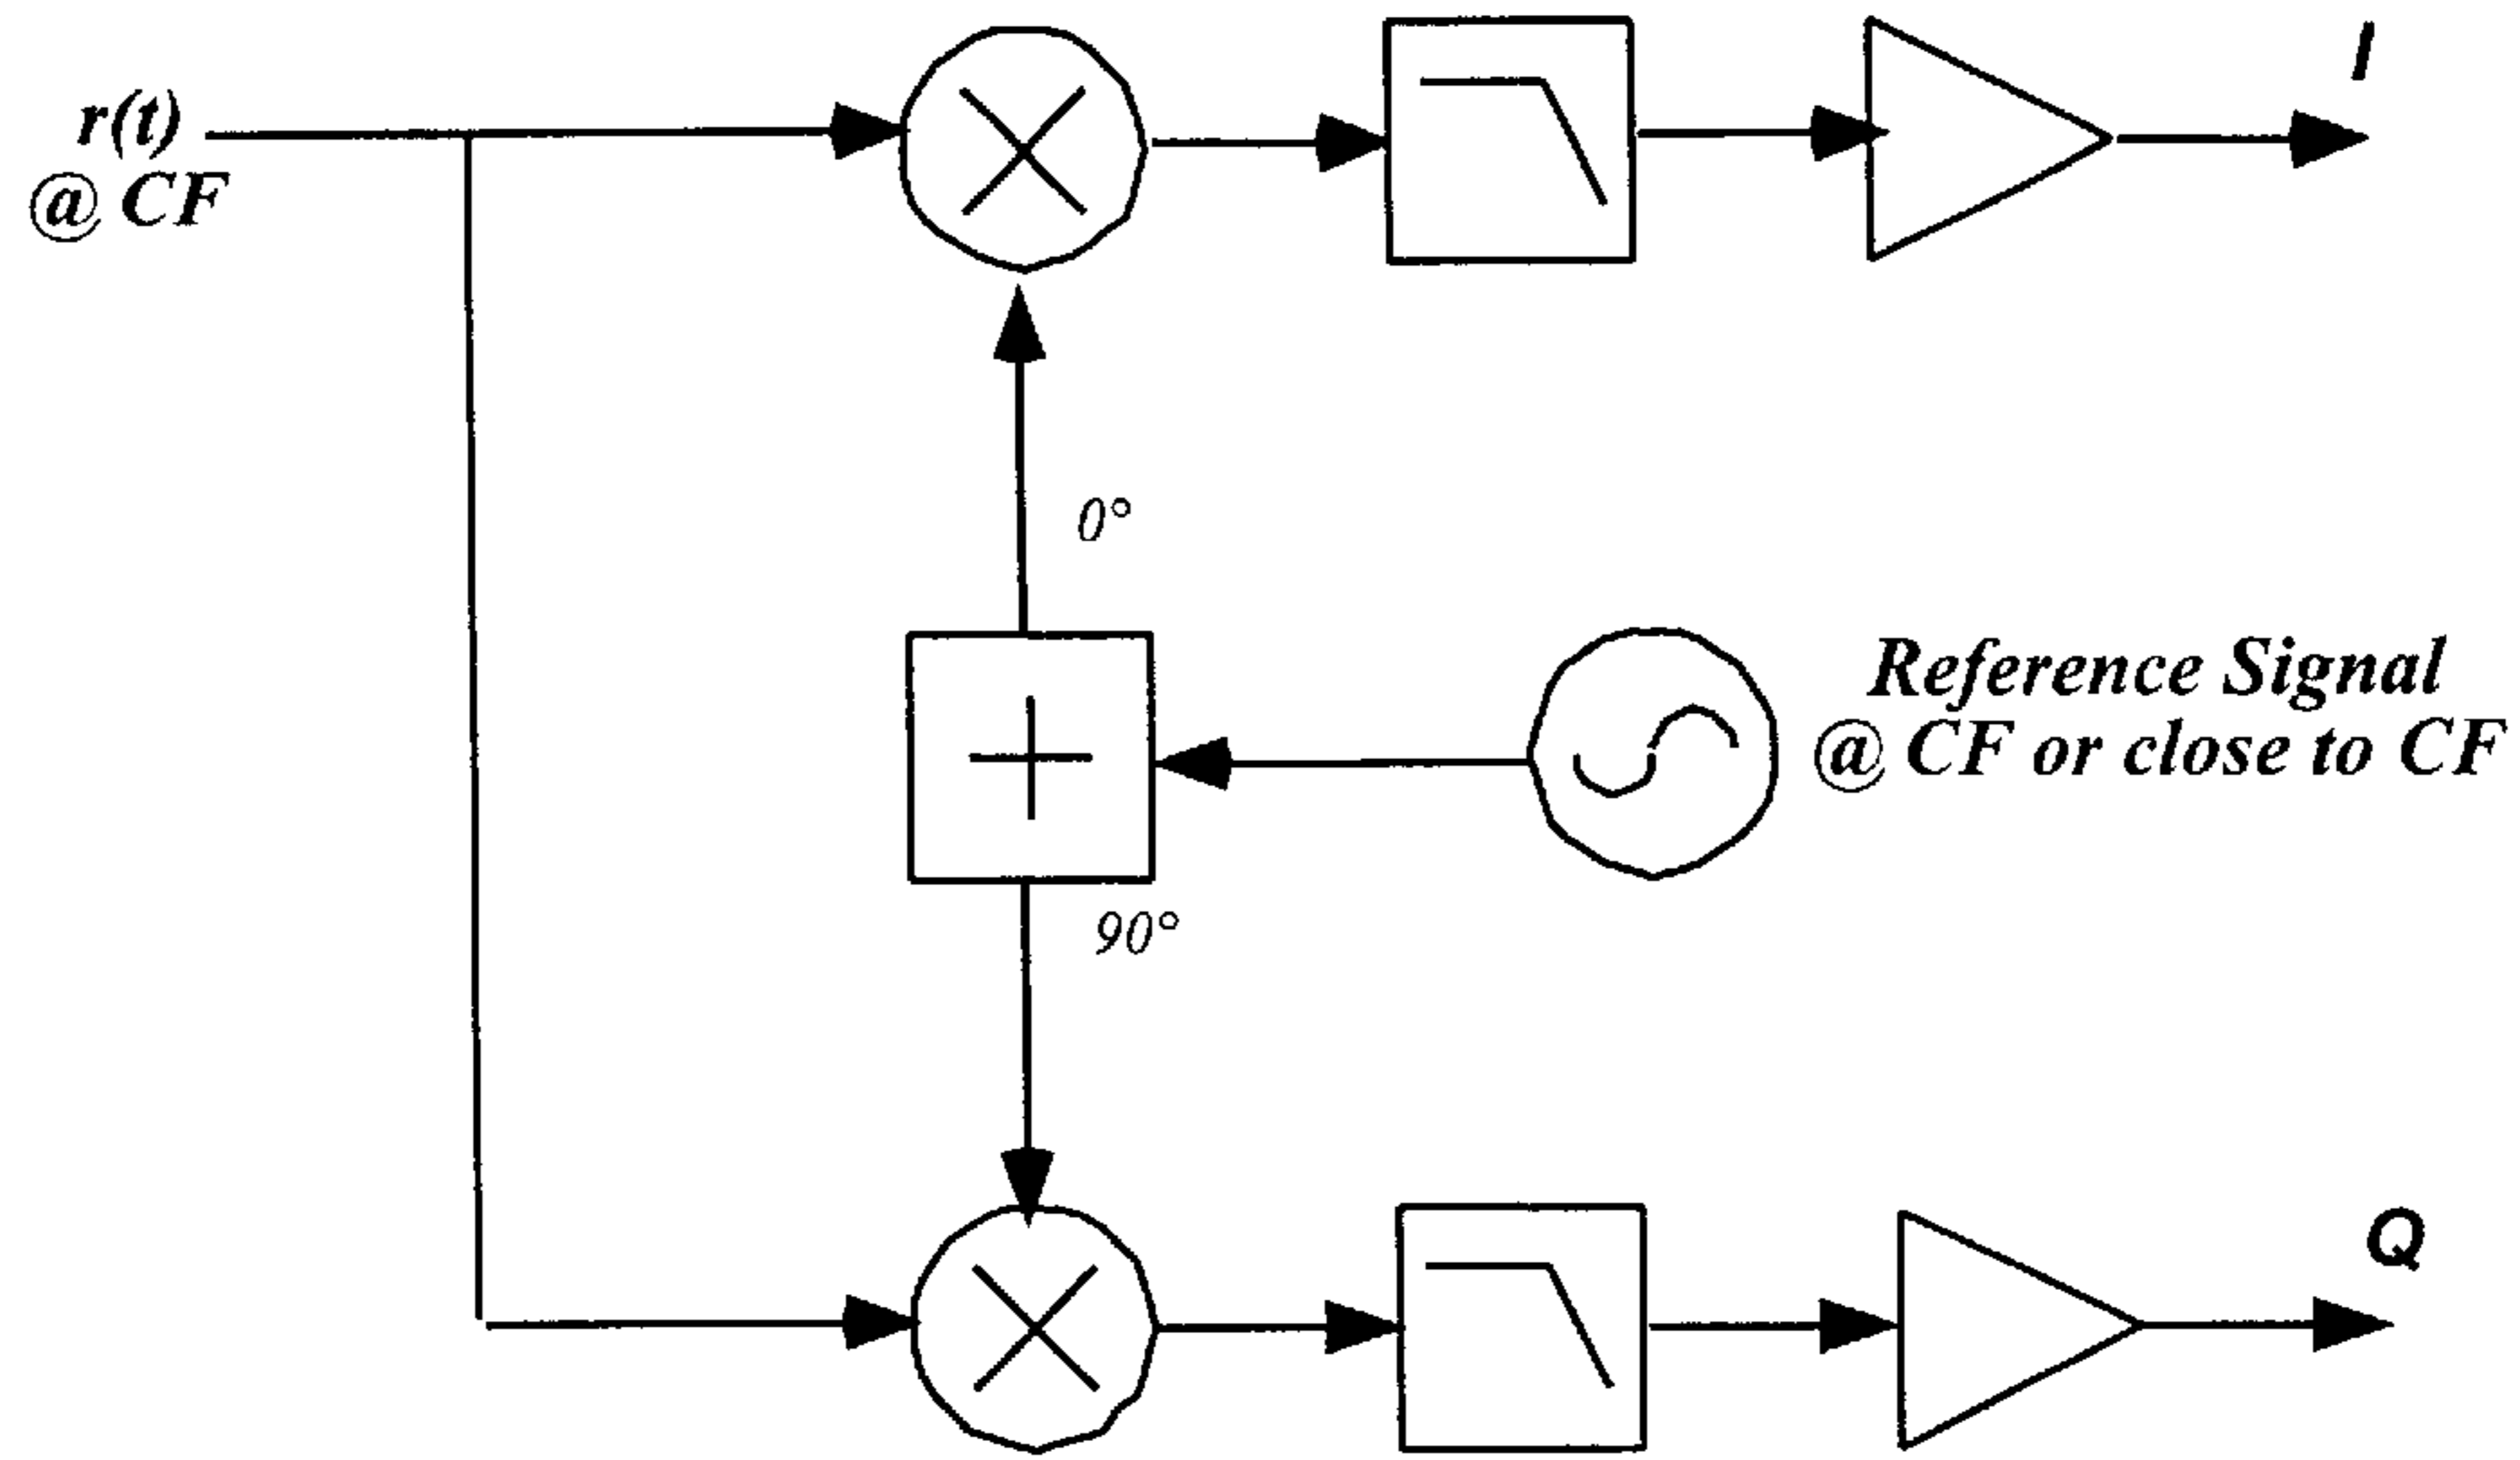 r(t)
@ CF
I
0°
Reference Signal
@ CF or close to CF
90°
Q